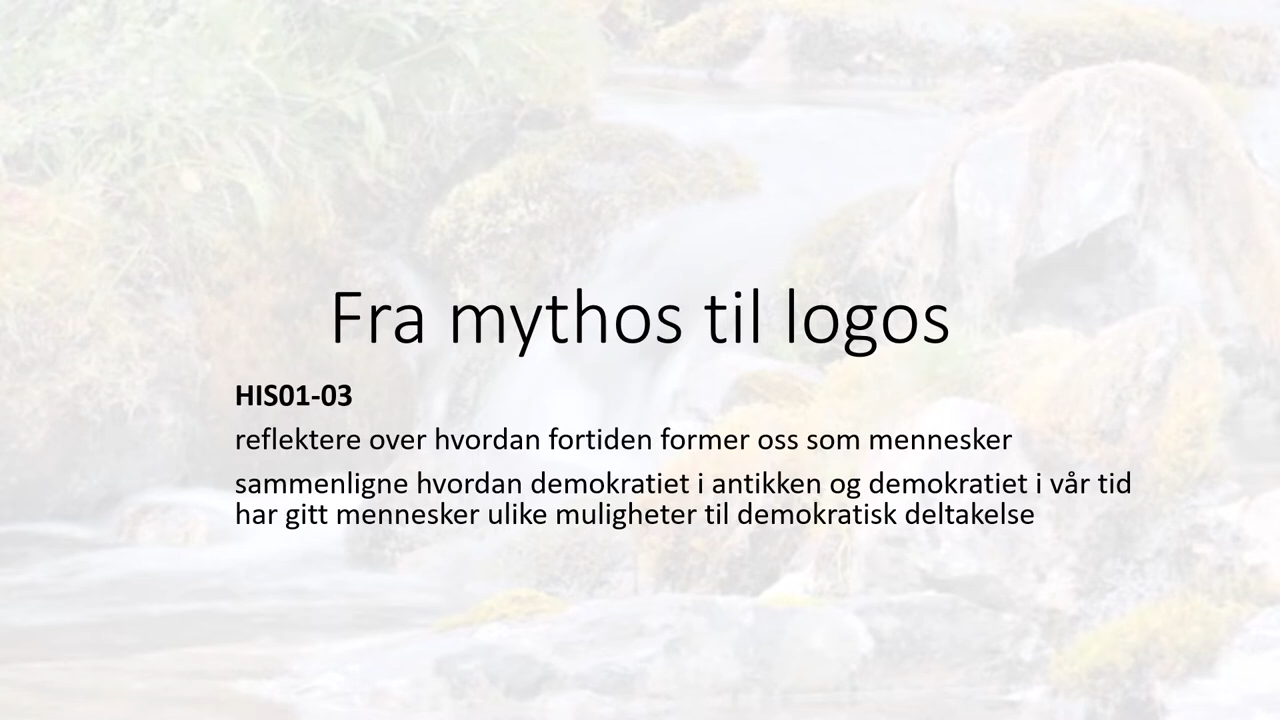 Fra mythos til logos
HIS01-03
reflektere over hvordan fortiden former oss som mennesker
sammenligne hvordan demokratiet i antikken og demokratiet i vår tid
har gitt mennesker ulike muligheter til demokratisk deltakelse